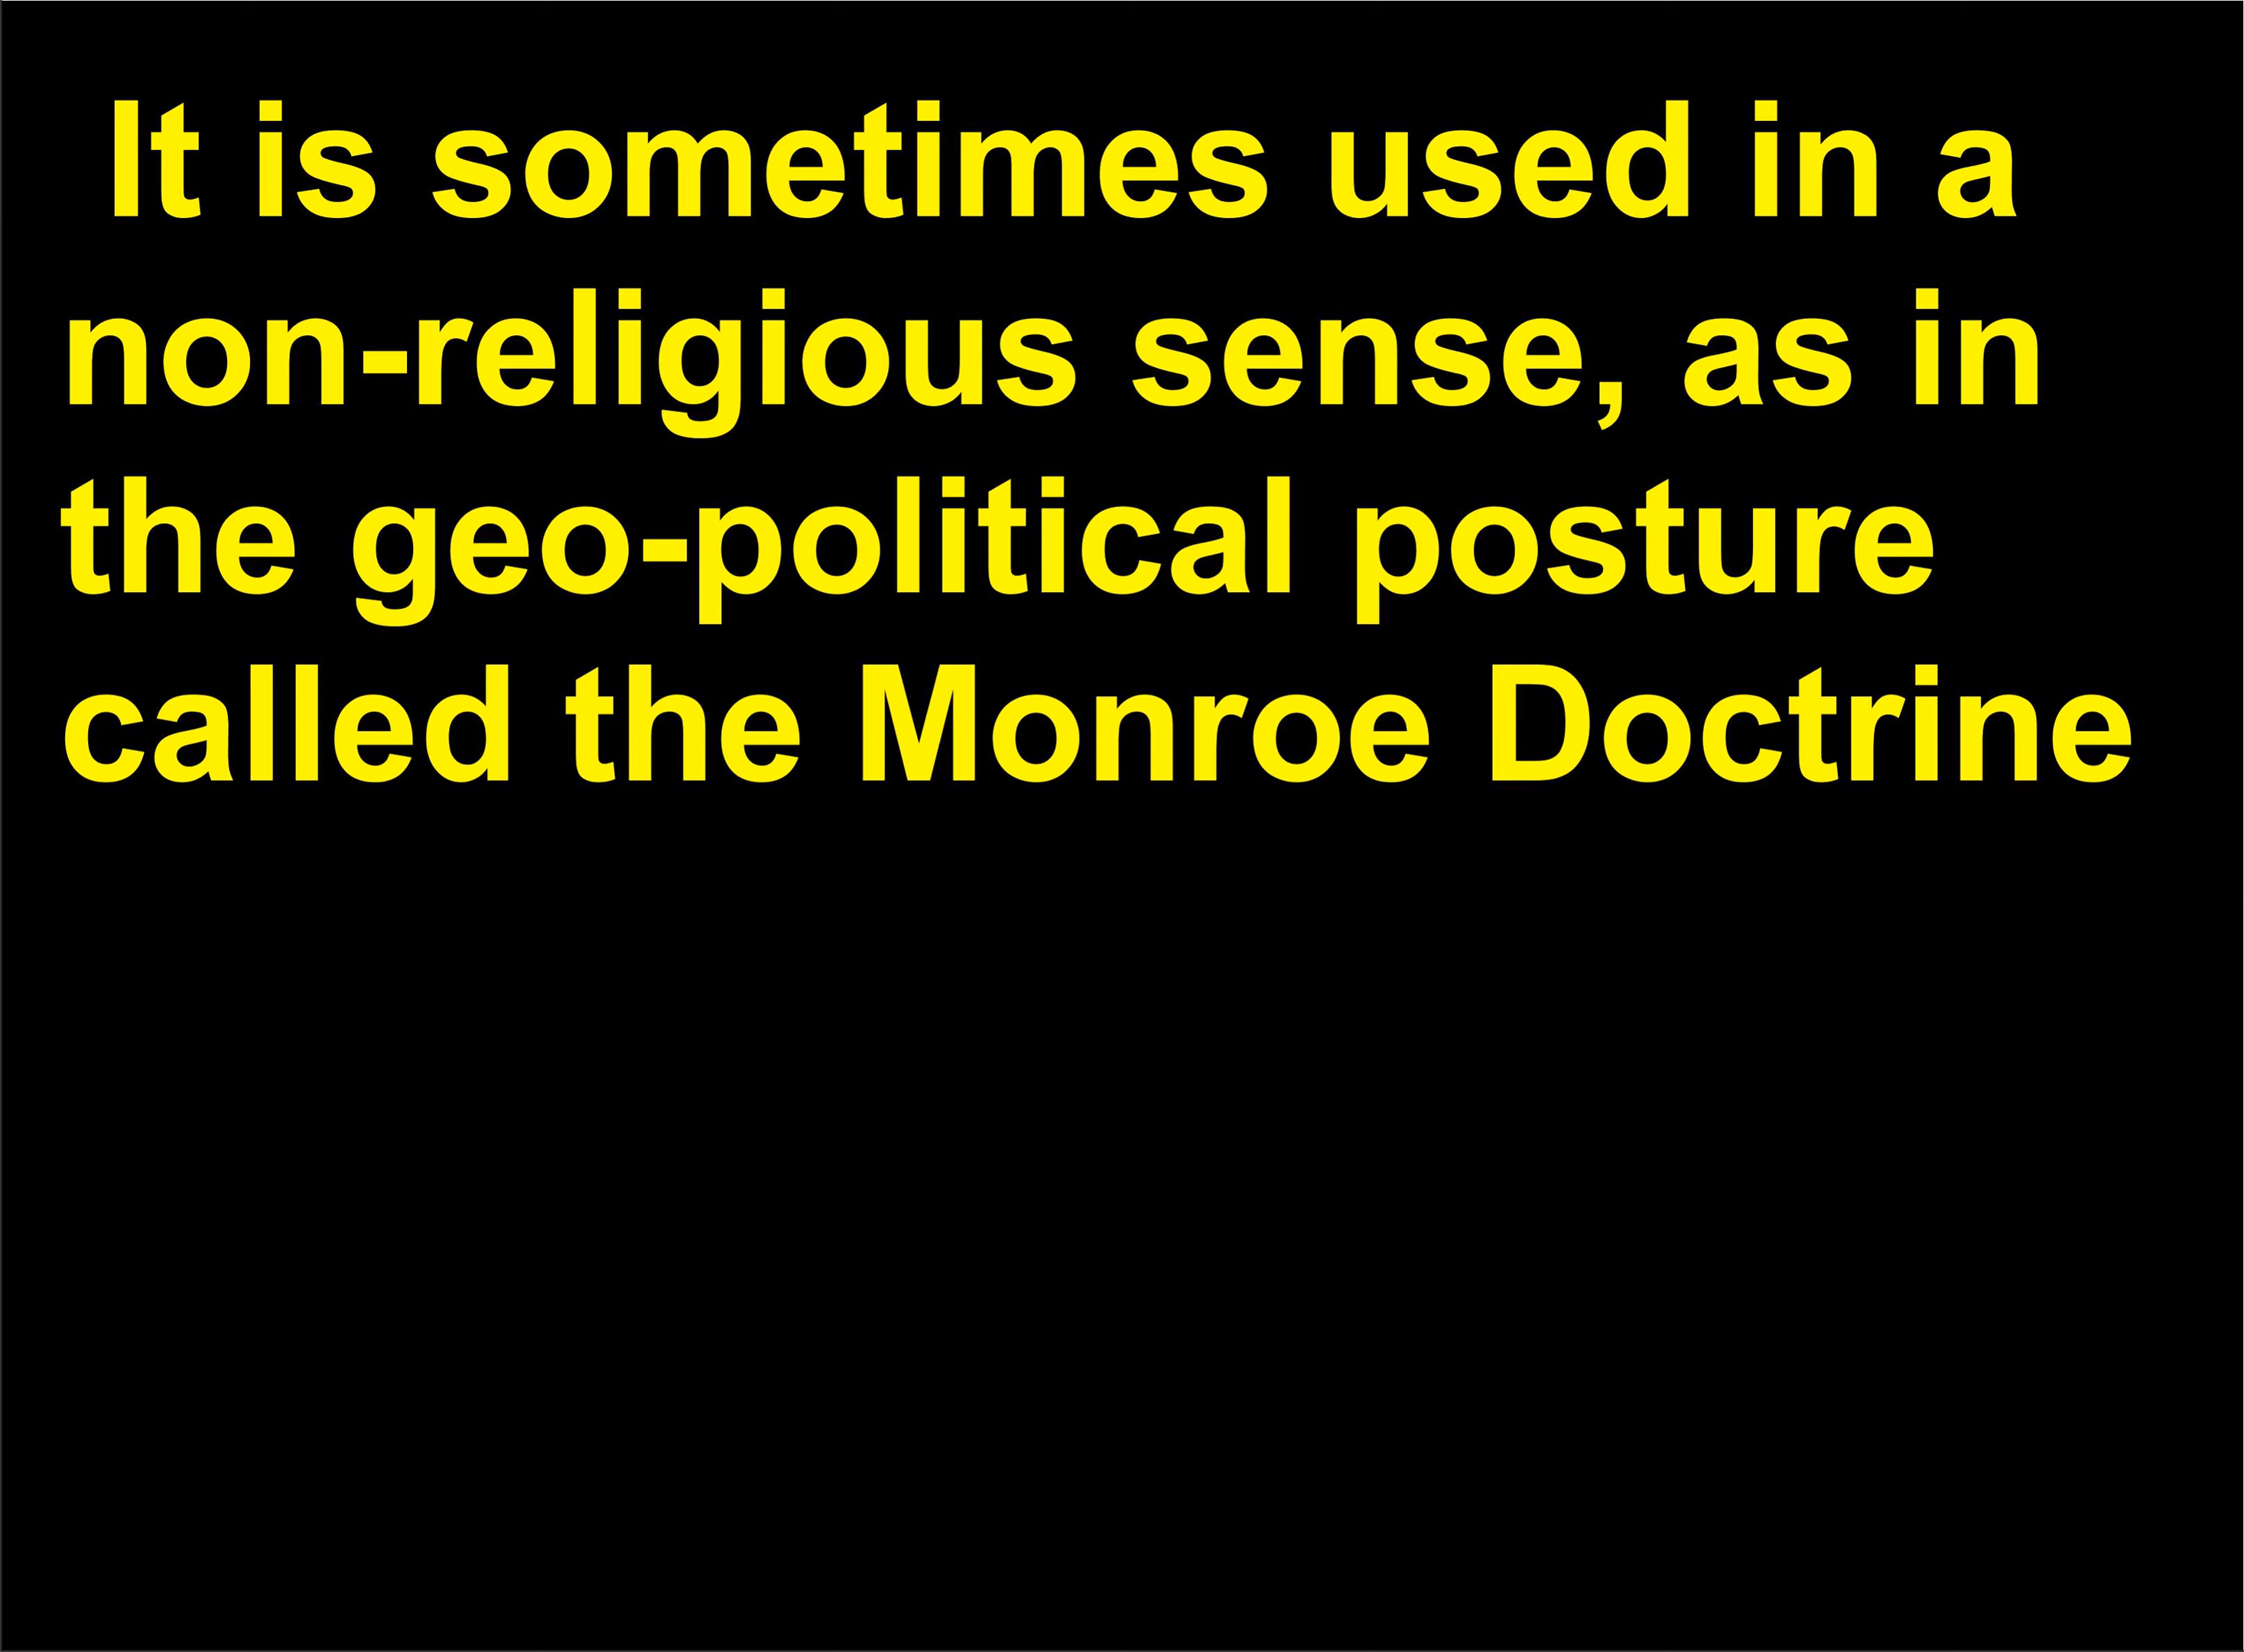 It is sometimes used in a
non-religious sense, as in
the geo-political posture
called the Monroe Doctrine